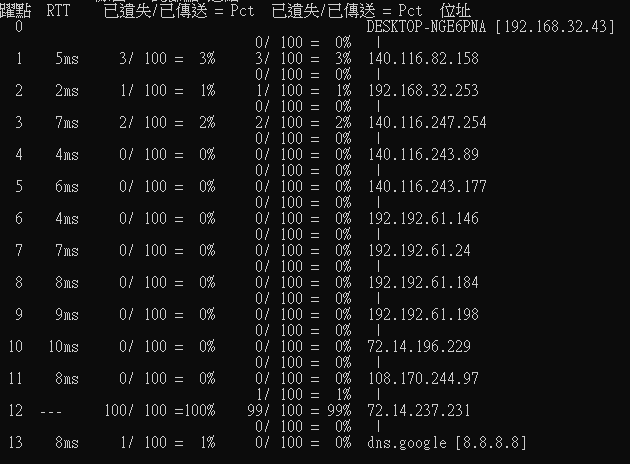 躍點 RTT 已遺失/已傳送 = Pct 已遺失/已傳送 = Pct 位址
0 DESKTOP-NGE6PNA [192.168.32.43]
0/ 100 = 0% |
1 5ms 3/ 100 = 3% 3/ 100 = 3% 140.116.82.158
0/ 100 = 0% |
2 2ms 1/ 100 = 1% 1/ 100 = 1% 192.168.32.253
0/ 100 = 0% |
3 7ms 2/ 100 = 2% 2/ 100 = 2% 140.116.247.254
0/ 100 = 0% |
4 4ms 0/ 100 = 0% 0/ 100 = 0% 140.116.243.89
0/ 100 = 0% |
5 6ms 0/ 100 = 0% 0/ 100 = 0% 140.116.243.177
0/ 100 = 0% |
6 4ms 0/ 100 = 0% 0/ 100 = 0% 192.192.61.146
0/ 100 = 0% |
7 7ms 0/ 100 = 0% 0/ 100 = 0% 192.192.61.24
0/ 100 = 0% |
8 8ms 0/ 100 = 0% 0/ 100 = 0% 192.192.61.184
0/ 100 = 0% |
9 9ms 0/ 100 = 0% 0/ 100 = 0% 192.192.61.198
0/ 100 = 0% |
10 10ms 0/ 100 = 0% 0/ 100 = 0% 72.14.196.229
0/ 100 = 0% |
11 8ms 0/ 100 = 0% 0/ 100 = 0% 108.170.244.97
1/ 100 = 1% |
12 --- 100/ 100 =100% 99/ 100 = 99% 72.14.237.231
0/ 100 = 0% |
13 8ms 1/ 100 = 1% 0/ 100 = 0% dns.google [8.8.8.8]